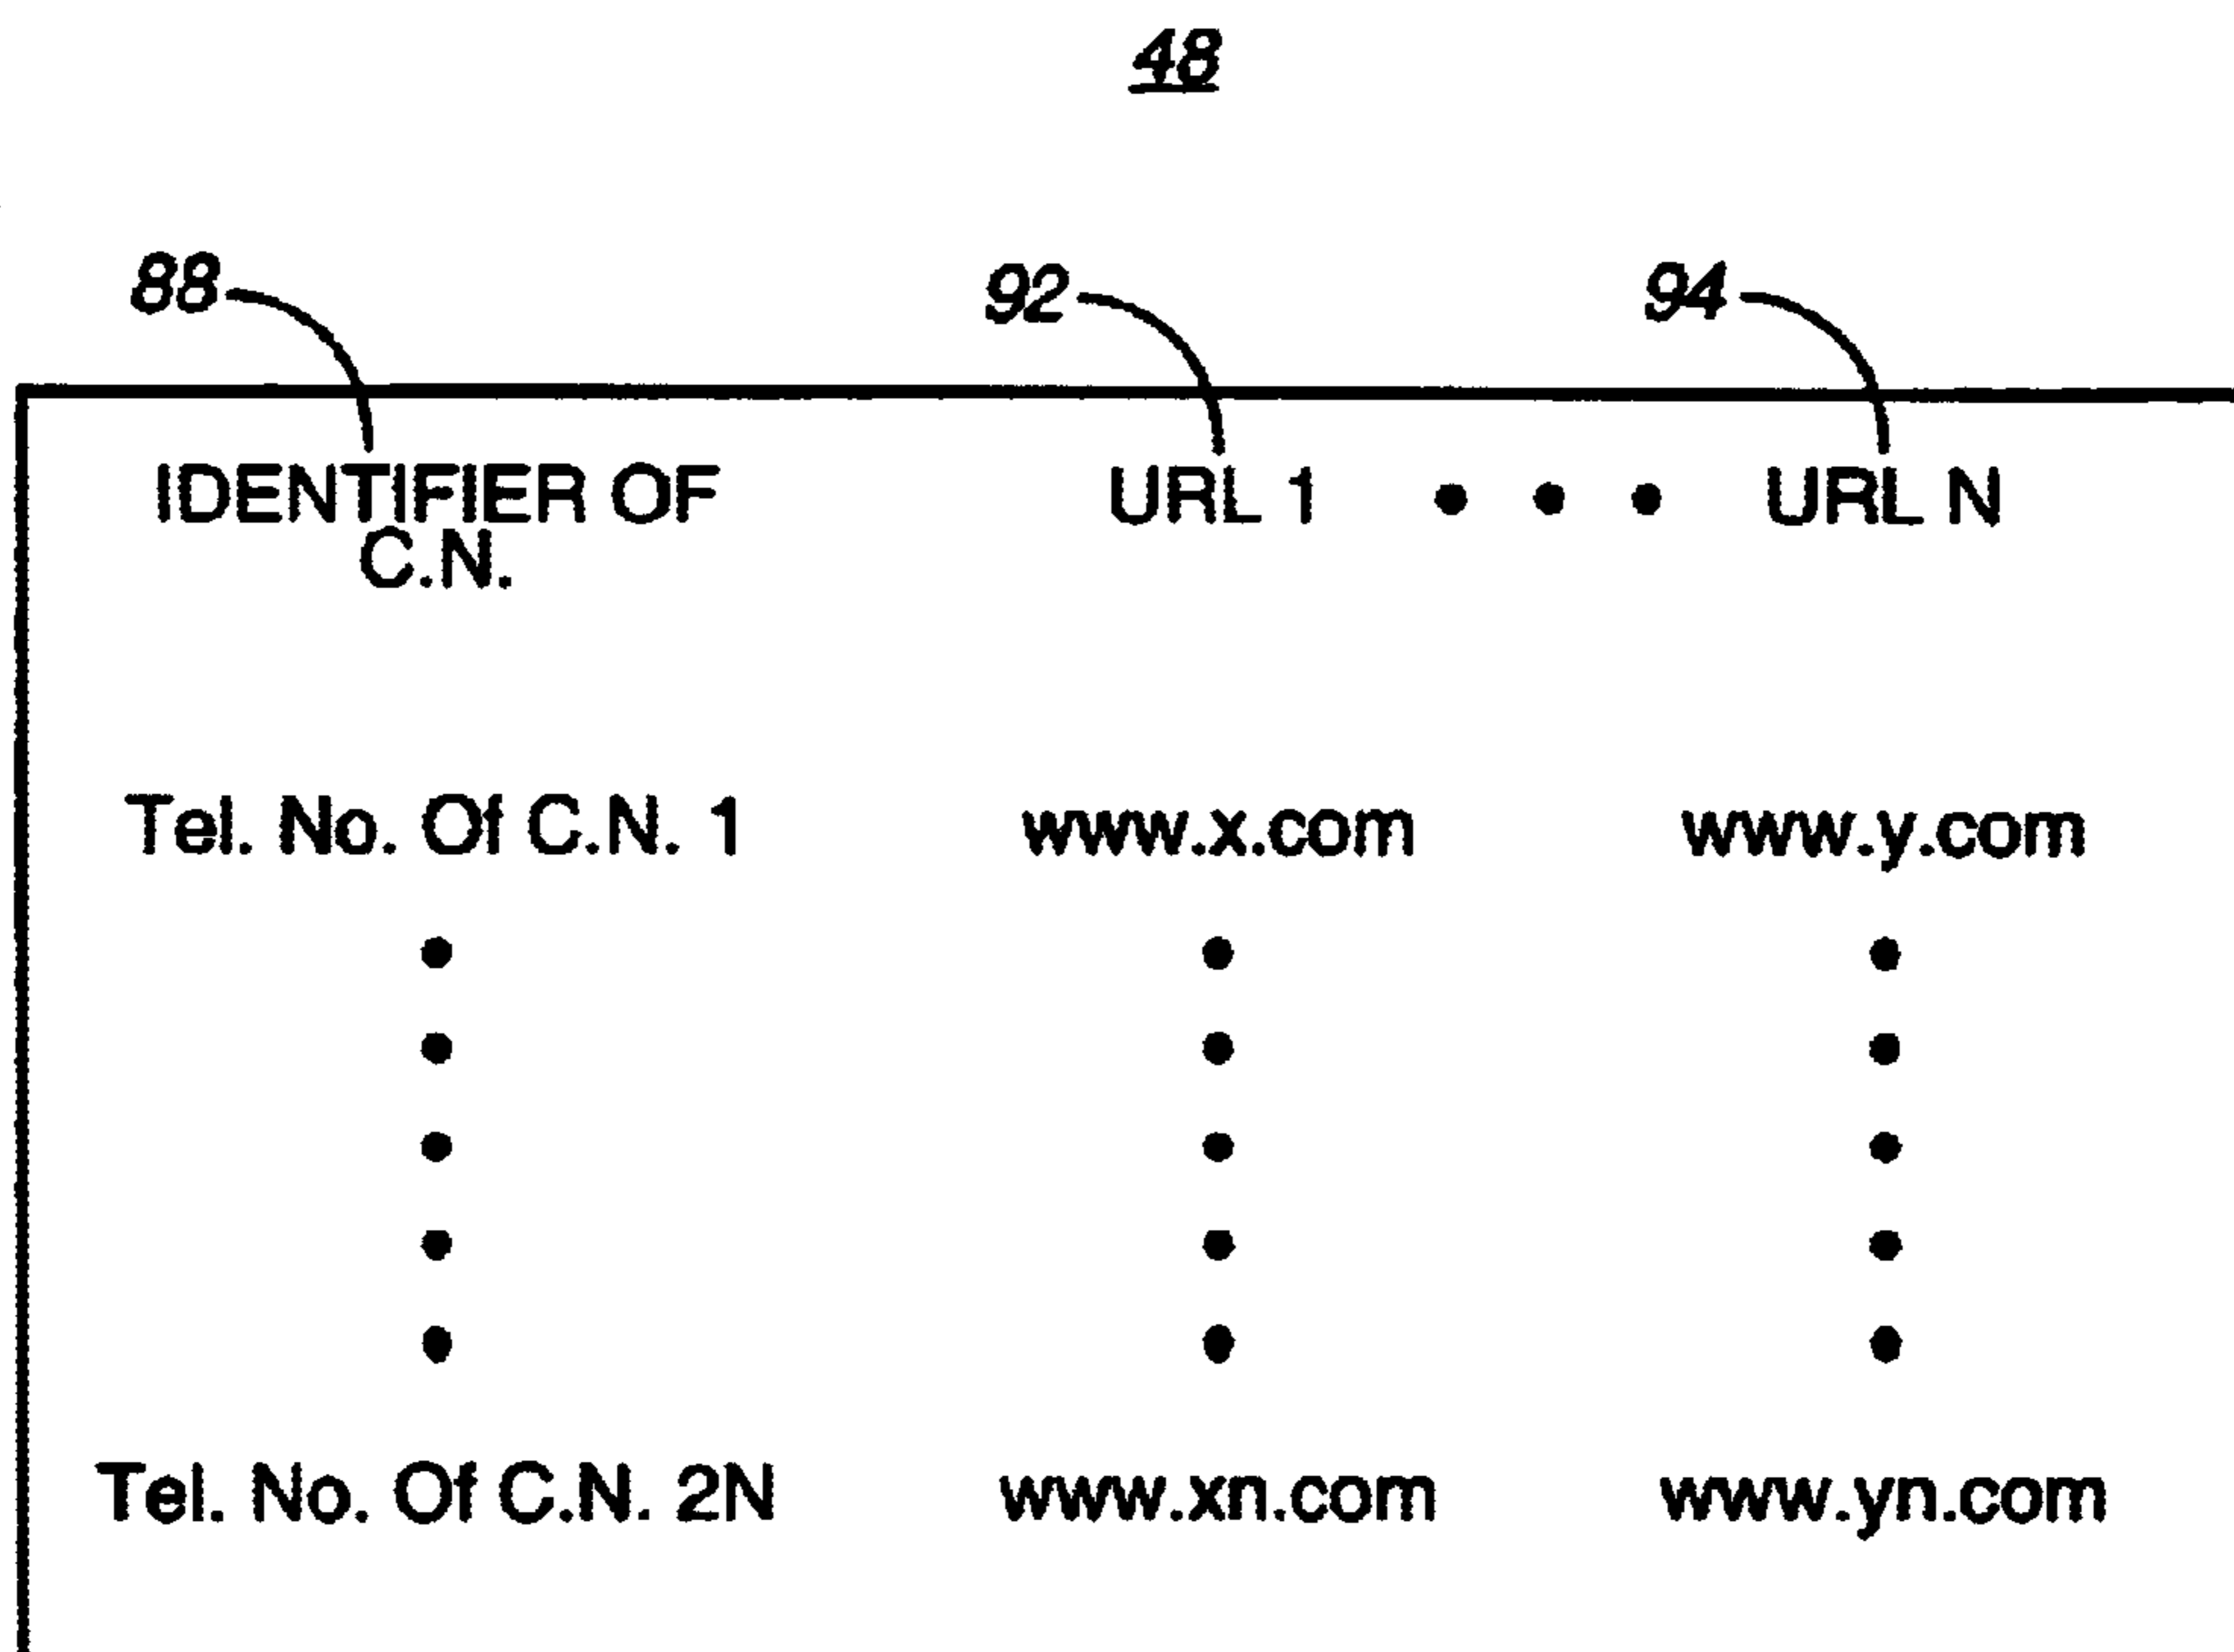 48
88 92 94
IDENTIFIER OF URL 1 • • • URL N
C.N.
Tel. No. Of C.N. 1 www.x.com www.y.com
Tel. No. Of C.N. 2N www.xn.com www.yn.com